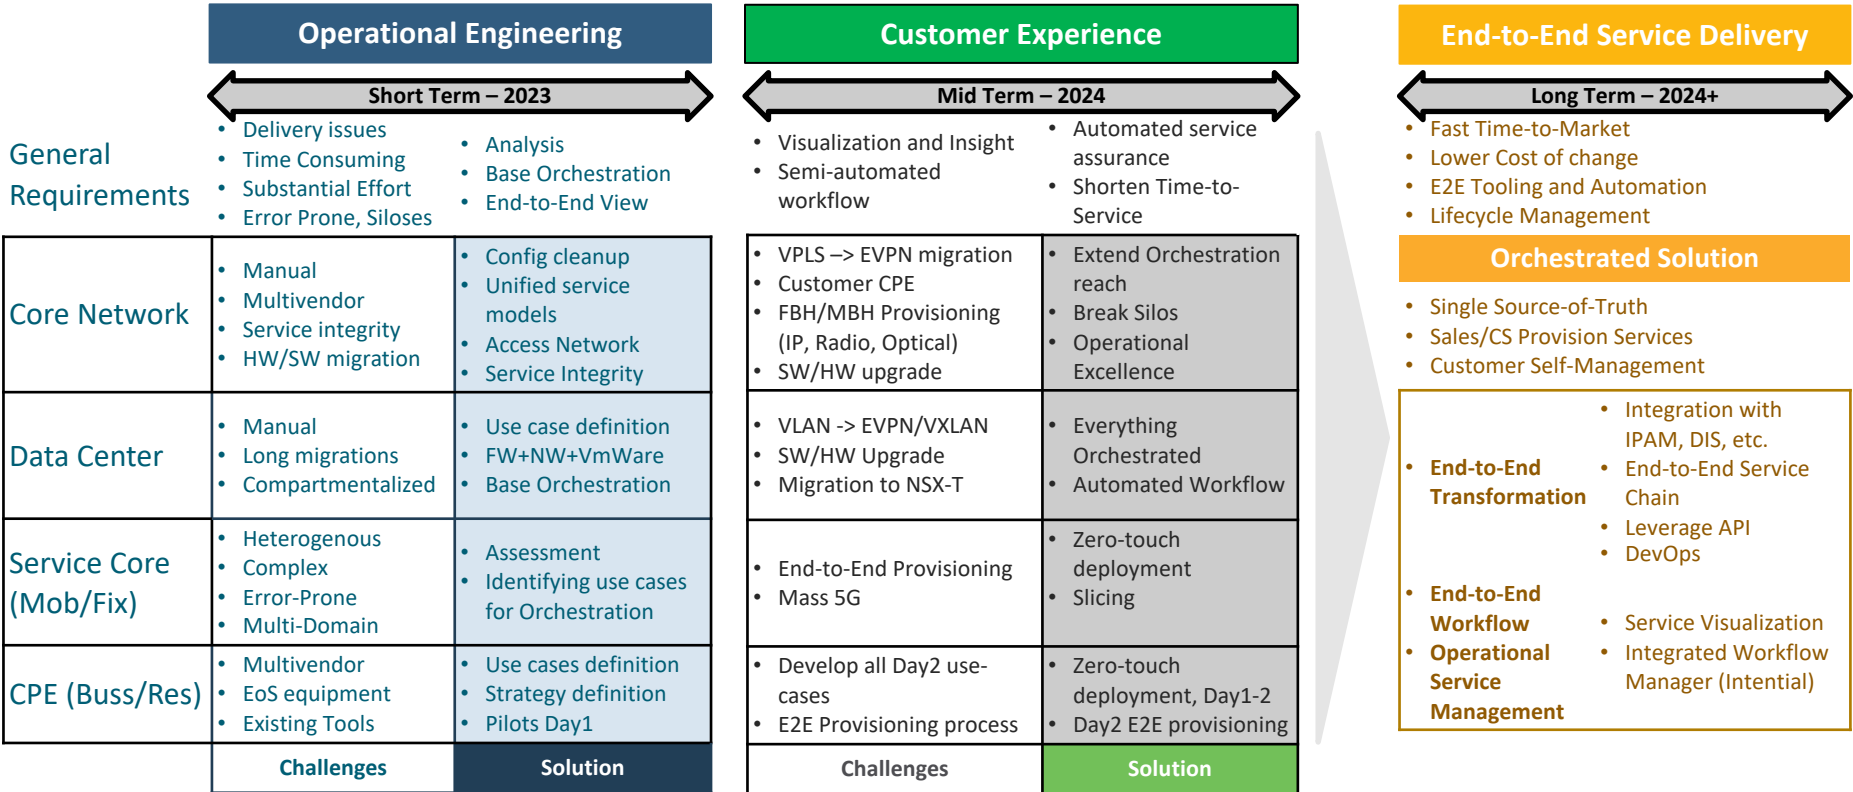 Operational Engineering
Customer Experience
End-to-End Service Delivery
Short Term – 2023
Mid Term – 2024
Long Term – 2024+
General
Requirements
• Delivery issues
• Time Consuming
• Substantial Effort
• Error Prone, Siloses
• Analysis
• Base Orchestration
• End-to-End View
• Visualization and Insight
• Semi-automated
workflow
• Automated service
assurance
• Shorten Time-to-
Service
• Fast Time-to-Market
• Lower Cost of change
• E2E Tooling and Automation
• Lifecycle Management
Core Network
• Manual
• Multivendor
• Service integrity
• HW/SW migration
• Config cleanup
• Unified service
models
• Access Network
• Service Integrity
• VPLS –> EVPN migration
• Customer CPE
• FBH/MBH Provisioning
(IP, Radio, Optical)
• SW/HW upgrade
• Extend Orchestration
reach
• Break Silos
• Operational
Excellence
Orchestrated Solution
• Single Source-of-Truth
• Sales/CS Provision Services
• Customer Self-Management
Data Center
• Manual
• Long migrations
• Compartmentalized
• Use case definition
• FW+NW+VmWare
• Base Orchestration
• VLAN -> EVPN/VXLAN
• SW/HW Upgrade
• Migration to NSX-T
• Everything
Orchestrated
• Automated Workflow
Service Core
(Mob/Fix)
• Heterogenous
• Complex
• Error-Prone
• Multi-Domain
• Assessment
• Identifying use cases
for Orchestration
• End-to-End Provisioning
• Mass 5G
• Zero-touch
deployment
• Slicing
CPE (Buss/Res)
• Multivendor
• EoS equipment
• Existing Tools
• Use cases definition
• Strategy definition
• Pilots Day1
• Develop all Day2 use-
cases
• E2E Provisioning process
• Zero-touch
deployment, Day1-2
• Day2 E2E provisioning
• End-to-End
Transformation
• Integration with
IPAM, DIS, etc.
• End-to-End Service
Chain
• Leverage API
• DevOps
• End-to-End
Workflow
• Operational
Service
Management
• Service Visualization
• Integrated Workflow
Manager (Intential)
Challenges
Solution
Challenges
Solution